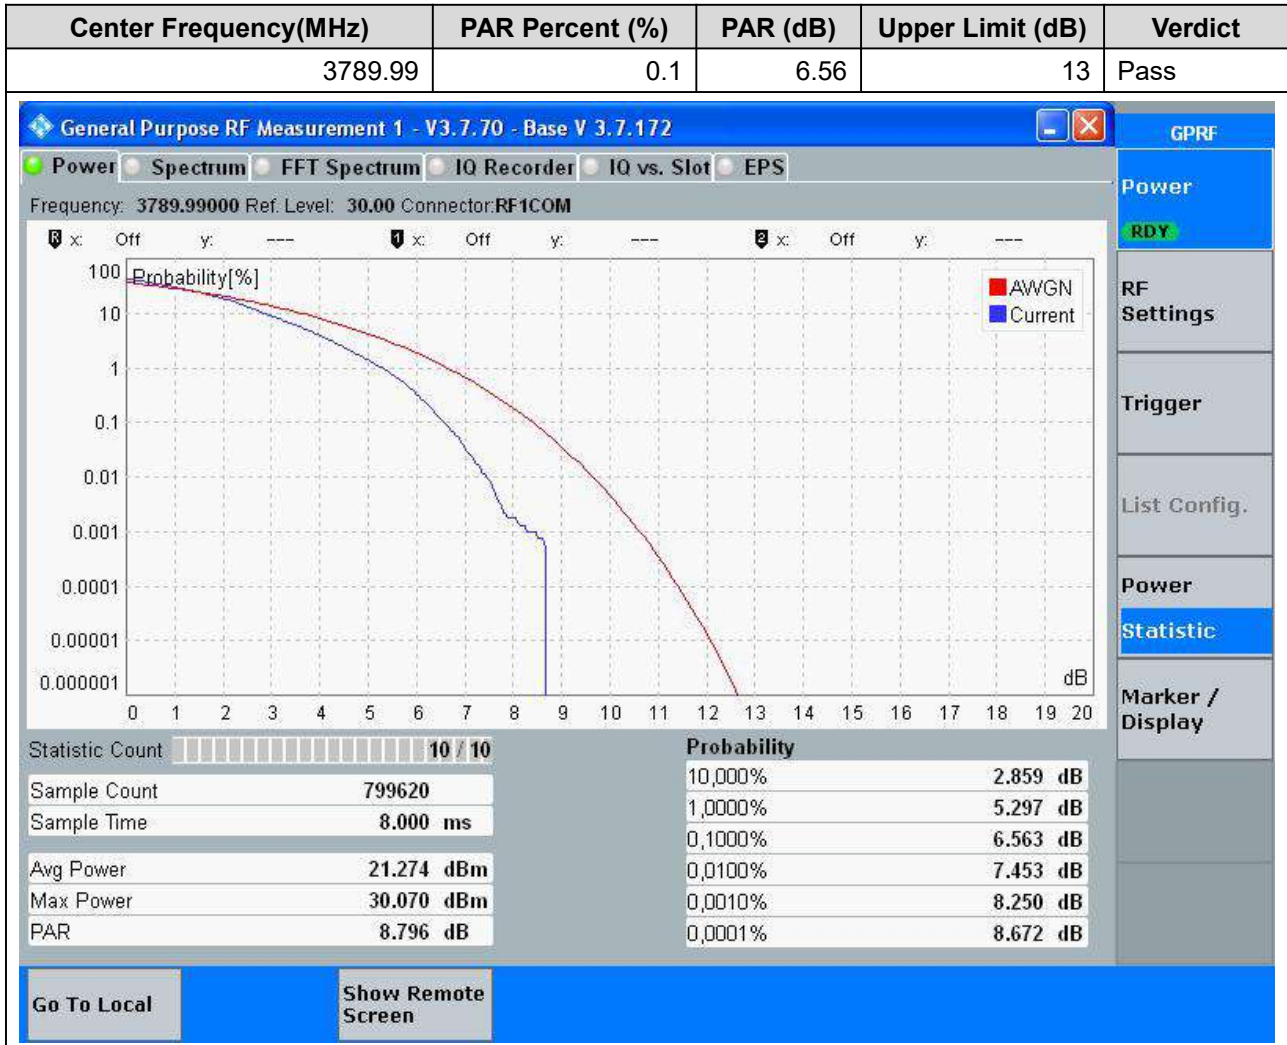 Center Frequency(MHz) PAR Percent (%) PAR (dB) Upper Limit (dB) Verdict
3789.99 0.1 6.56 13 Pass
General Purpose RF Measurement 1 - V3.7.70 - Base V 3.7.172
GPRF
Power Spectrum FFT Spectrum IQ Recorder IQ vs. Slot EPS
Frequency: 3789.99000 Ref. Level: 30.00 Connector:RF1COM
R x: Off y: --- 1 x: Off y: --- 2 x: Off y: ---
Probability[%]
100
10
1
0.1
0.01
0.001
0.0001
0.00001
0.000001
AWGN
Current
dB
0 1 2 3 4 5 6 7 8 9 10 11 12 13 14 15 16 17 18 19 20
Statistic Count 10 / 10
Sample Count 799620
Sample Time 8.000 ms
Avg Power 21.274 dBm
Max Power 30.070 dBm
PAR 8.796 dB
Probability
10,000% 2.859 dB
1,0000% 5.297 dB
0,1000% 6.563 dB
0,0100% 7.453 dB
0,0010% 8.250 dB
0,0001% 8.672 dB
Power
RDY
RF
Settings
Trigger
List Config.
Power
Statistic
Marker /
Display
Go To Local
Show Remote
Screen